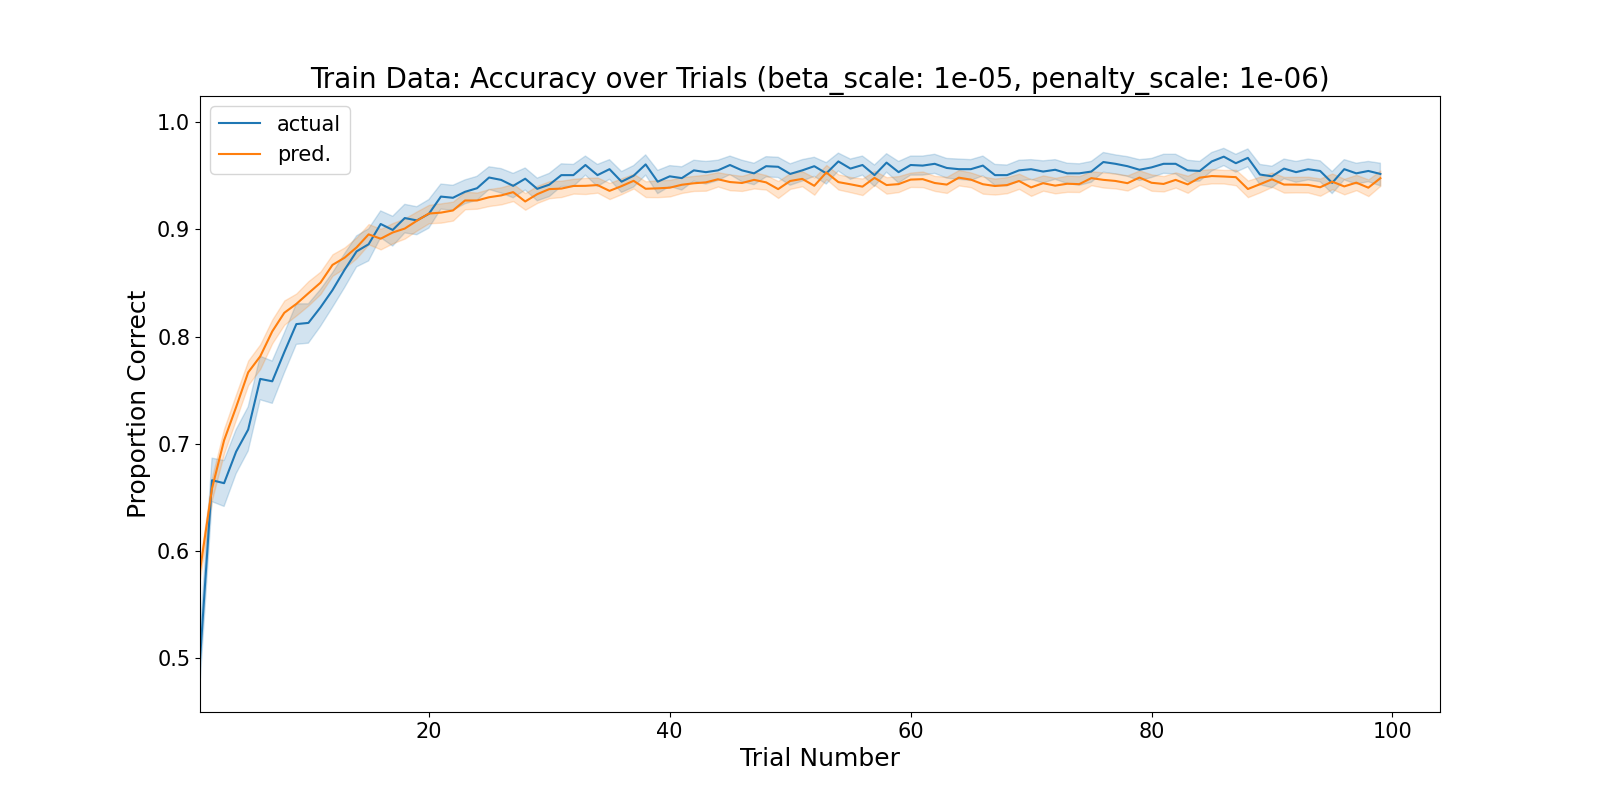 Train Data: Accuracy over Trials (beta_scale: 1e-05, penalty_scale: 1e-06)
actual
pred.
1.0
0.9
0.8
0.7
0.6
0.5
Proportion Correct
20 40 60 80 100
Trial Number